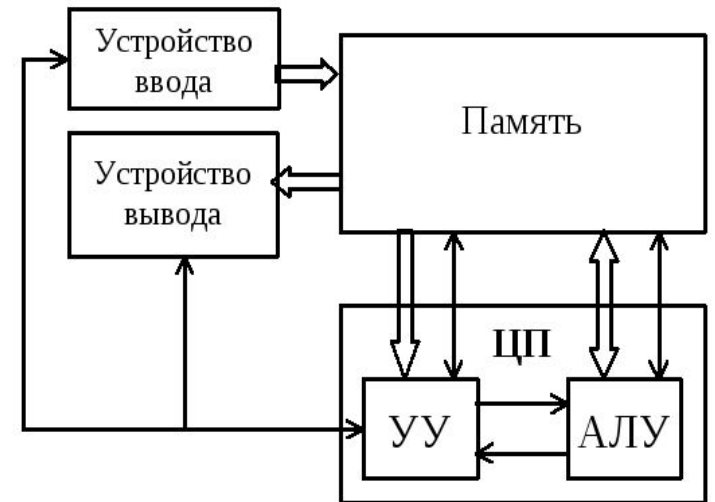 Устройство
ввода
Память
Устройство
вывода
ЦП
УУ
АЛУ